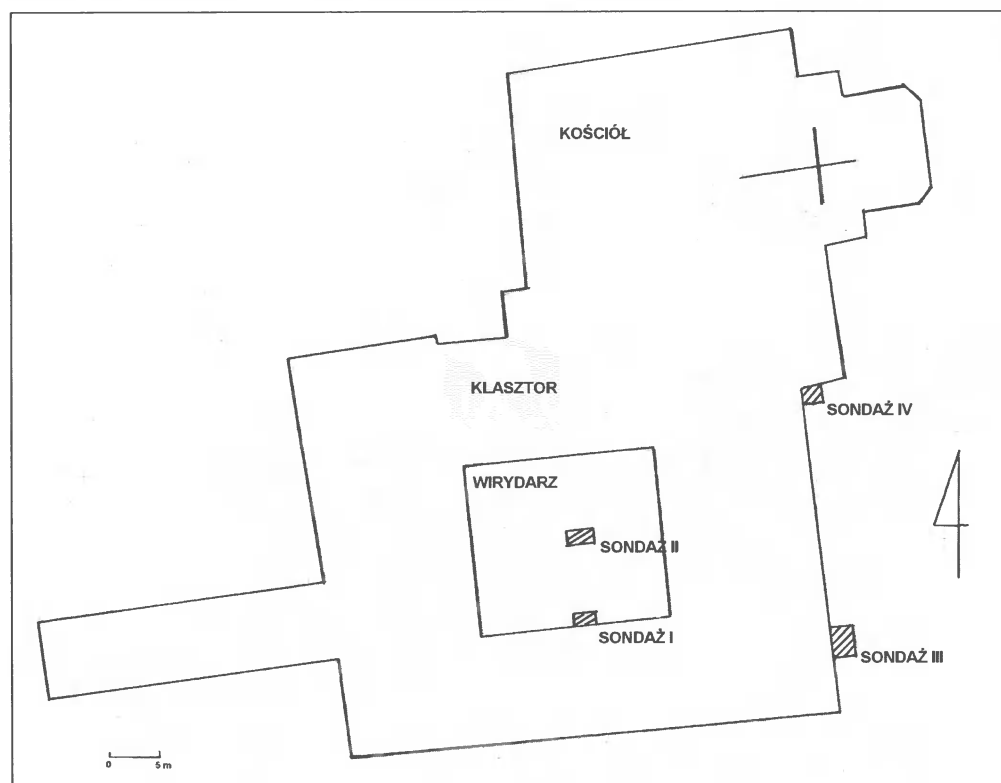 KOŚCIÓŁ
KLASZTOR
SONDAŻ IV
WIRYDARZ
SONDAŻ II
SONDAŻ I
SONDAŻ III
0 5 m